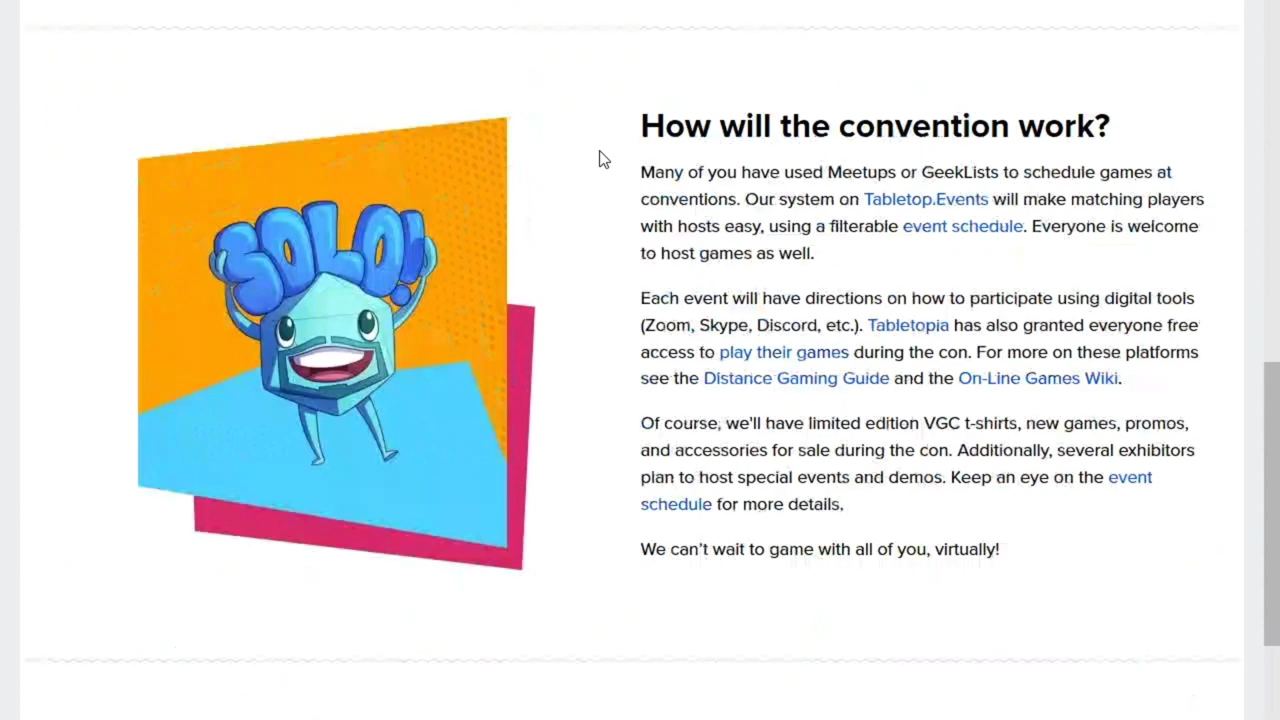 SOLO!
How will the convention work?
Many of you have used Meetups or GeekLists to schedule games at
conventions. Our system on Tabletop.Events will make matching players
with hosts easy, using a filterable event schedule. Everyone is welcome
to host games as well.
Each event will have directions on how to participate using digital tools
(Zoom, Skype, Discord, etc.). Tabletopia has also granted everyone free
access to play their games during the con. For more on these platforms
see the Distance Gaming Guide and the On-Line Games Wiki.
Of course, we'll have limited edition VGC t-shirts, new games, promos,
and accessories for sale during the con. Additionally, several exhibitors
plan to host special events and demos. Keep an eye on the event
schedule for more details.
We can't wait to game with all of you, virtually!